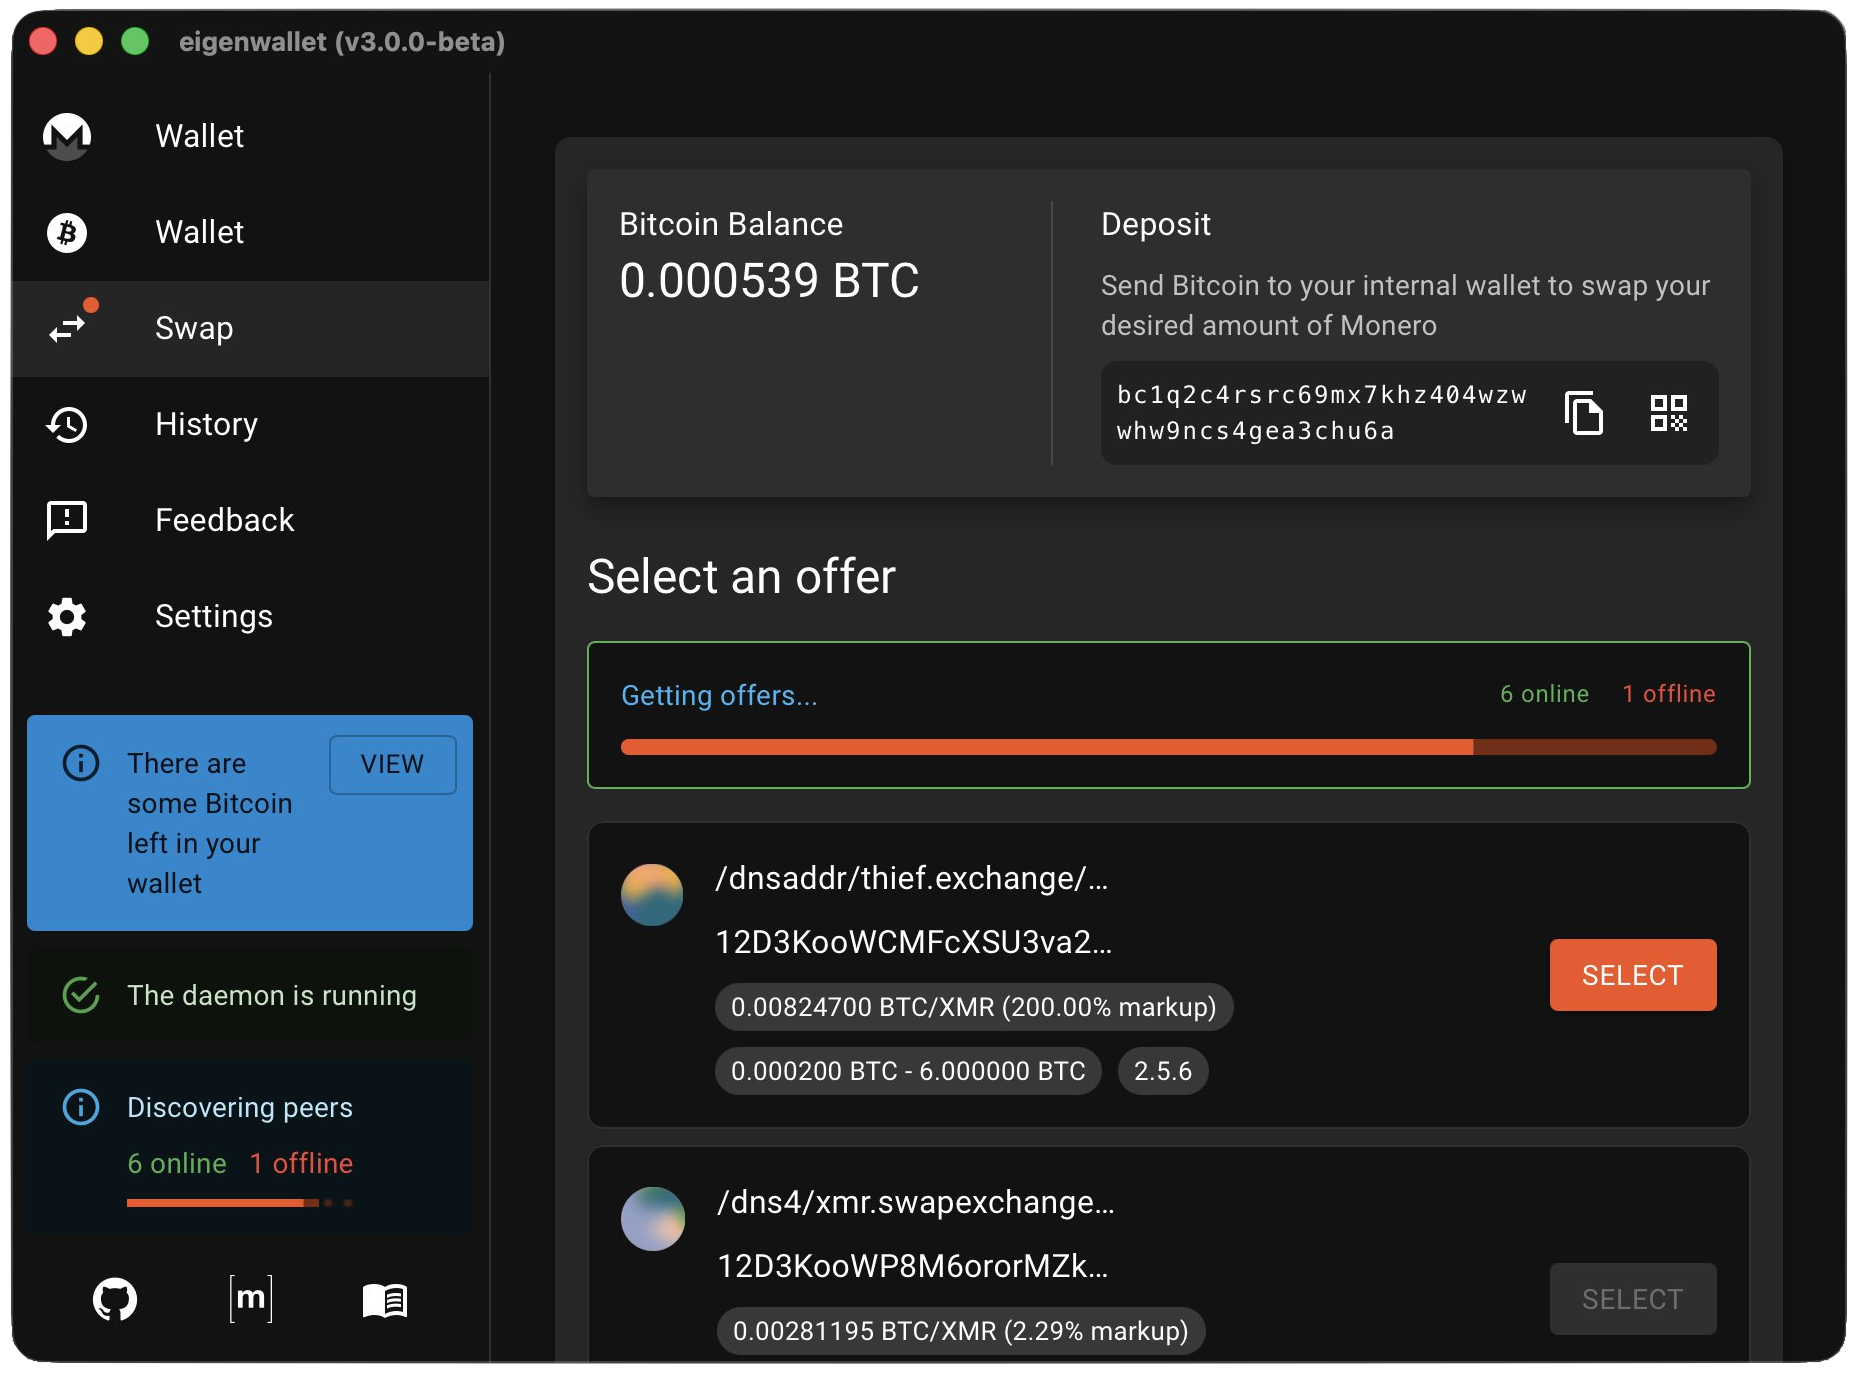 eigenwallet (v3.0.0-beta)
Wallet
Wallet
Swap
History
Feedback
Settings
There are
some Bitcoin
left in your
wallet
VIEW
The daemon is running
Discovering peers
6 online 1 offline
[m]
Bitcoin Balance
0.000539 BTC
Deposit
Send Bitcoin to your internal wallet to swap your
desired amount of Monero
bc1q2c4rsrc69mx7khz404wzw
whw9ncs4gea3chu6a
Select an offer
Getting offers...
6 online 1 offline
/dnsaddr/thief.exchange/...
12D3KooWCMFcXSU3va2...
0.00824700 BTC/XMR (200.00% markup)
0.000200 BTC - 6.000000 BTC
2.5.6
SELECT
/dns4/xmr.swapexchange...
12D3KooWP8M6ororMZk...
0.00281195 BTC/XMR (2.29% markup)
SELECT